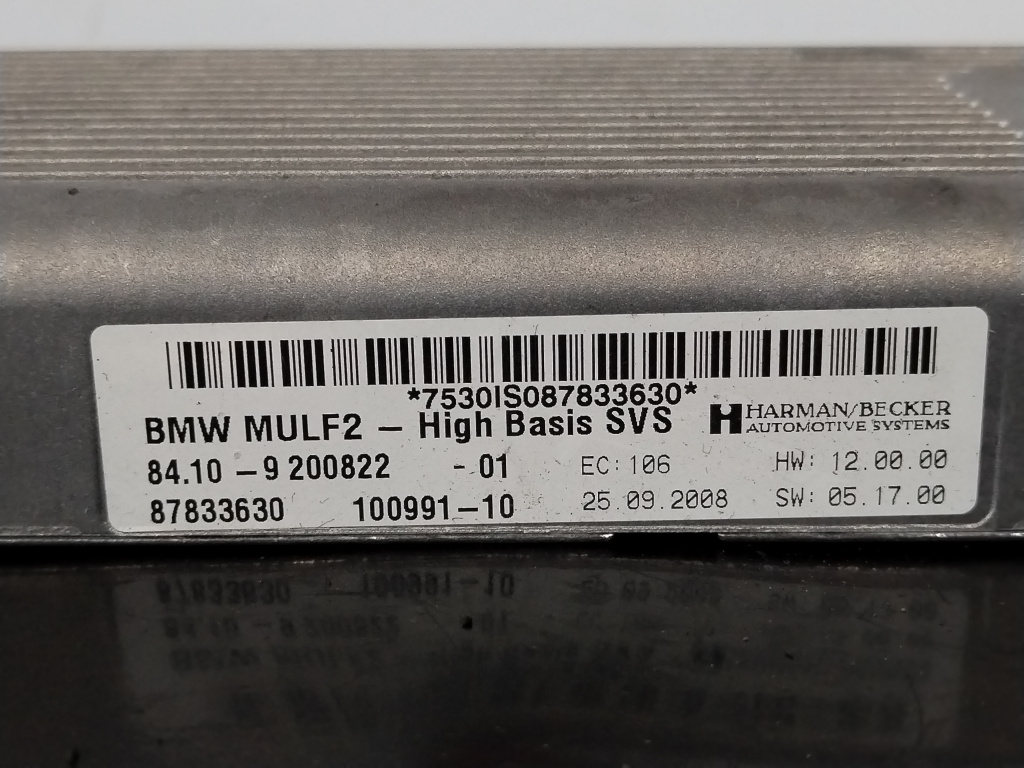 *7530IS087833630*
BMW MULF2 – High Basis SVS
HARMAN/BECKER
AUTOMOTIVE SYSTEMS
84.10 – 9 200822 - 01 EC: 106 HW: 12.00.00
87833630 100991–10 25.09.2008 SW: 05.17.00